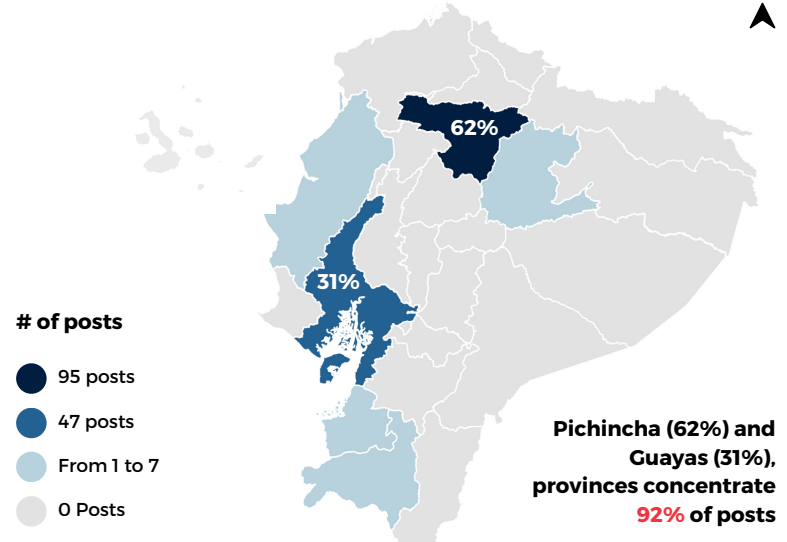 62%
31%
# of posts
95 posts
47 posts
From 1 to 7
0 Posts
Pichincha (62%) and
Guayas (31%),
provinces concentrate
92% of posts